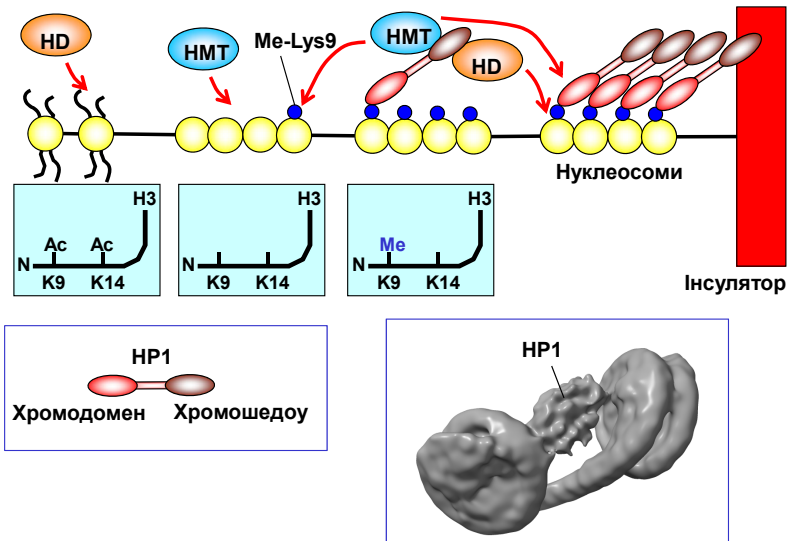 HD
HMT
Me-Lys9
HMT
HD
Нуклеосоми
H3
Ac Ac
N
K9 K14
H3
N
K9 K14
H3
Me
N
K9 K14
Інсулятор
HP1
Хромодомен Хромошедоу
HP1